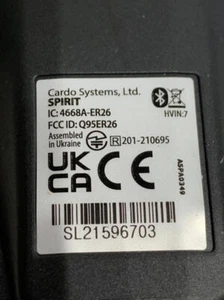 Cardo Systems, Ltd.
SPIRIT
IC: 4668A-ER26
HVIN:7
FCC ID: Q95ER26
Assembled
in Ukraine
R 201-210695
UK
CA CE
ASPA0349
SL21596703